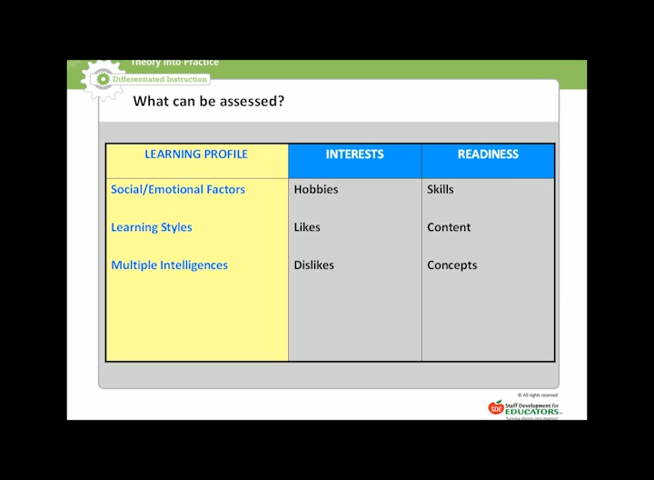 Theory Into Practice
Differentiated Instruction
What can be assessed?
LEARNING PROFILE INTERESTS READINESS
Social/Emotional Factors Hobbies Skills
Learning Styles Likes Content
Multiple Intelligences Dislikes Concepts
© All rights reserved
SDE Staff Development for
EDUCATORS